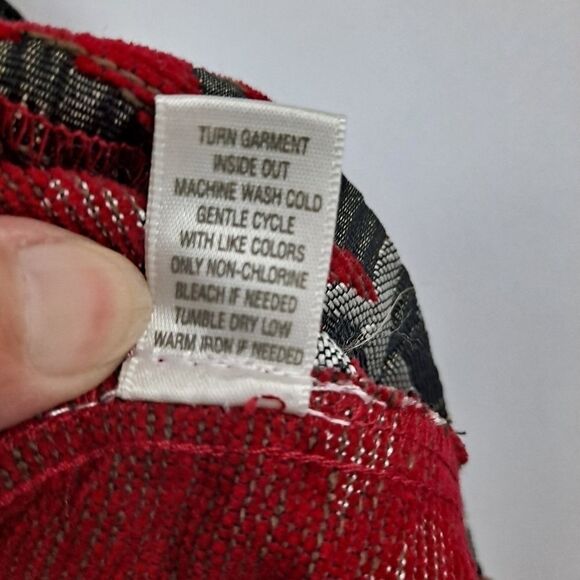 TURN GARMENT
INSIDE OUT
MACHINE WASH COLD
GENTLE CYCLE
WITH LIKE COLORS
ONLY NON-CHLORINE
BLEACH IF NEEDED
TUMBLE DRY LOW
WARM IRON IF NEEDED